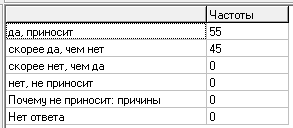 Частоты
да, приносит 55
скорее да, чем нет 45
скорее нет, чем да 0
нет, не приносит 0
Почему не приносит: причины 0
Нет ответа 0